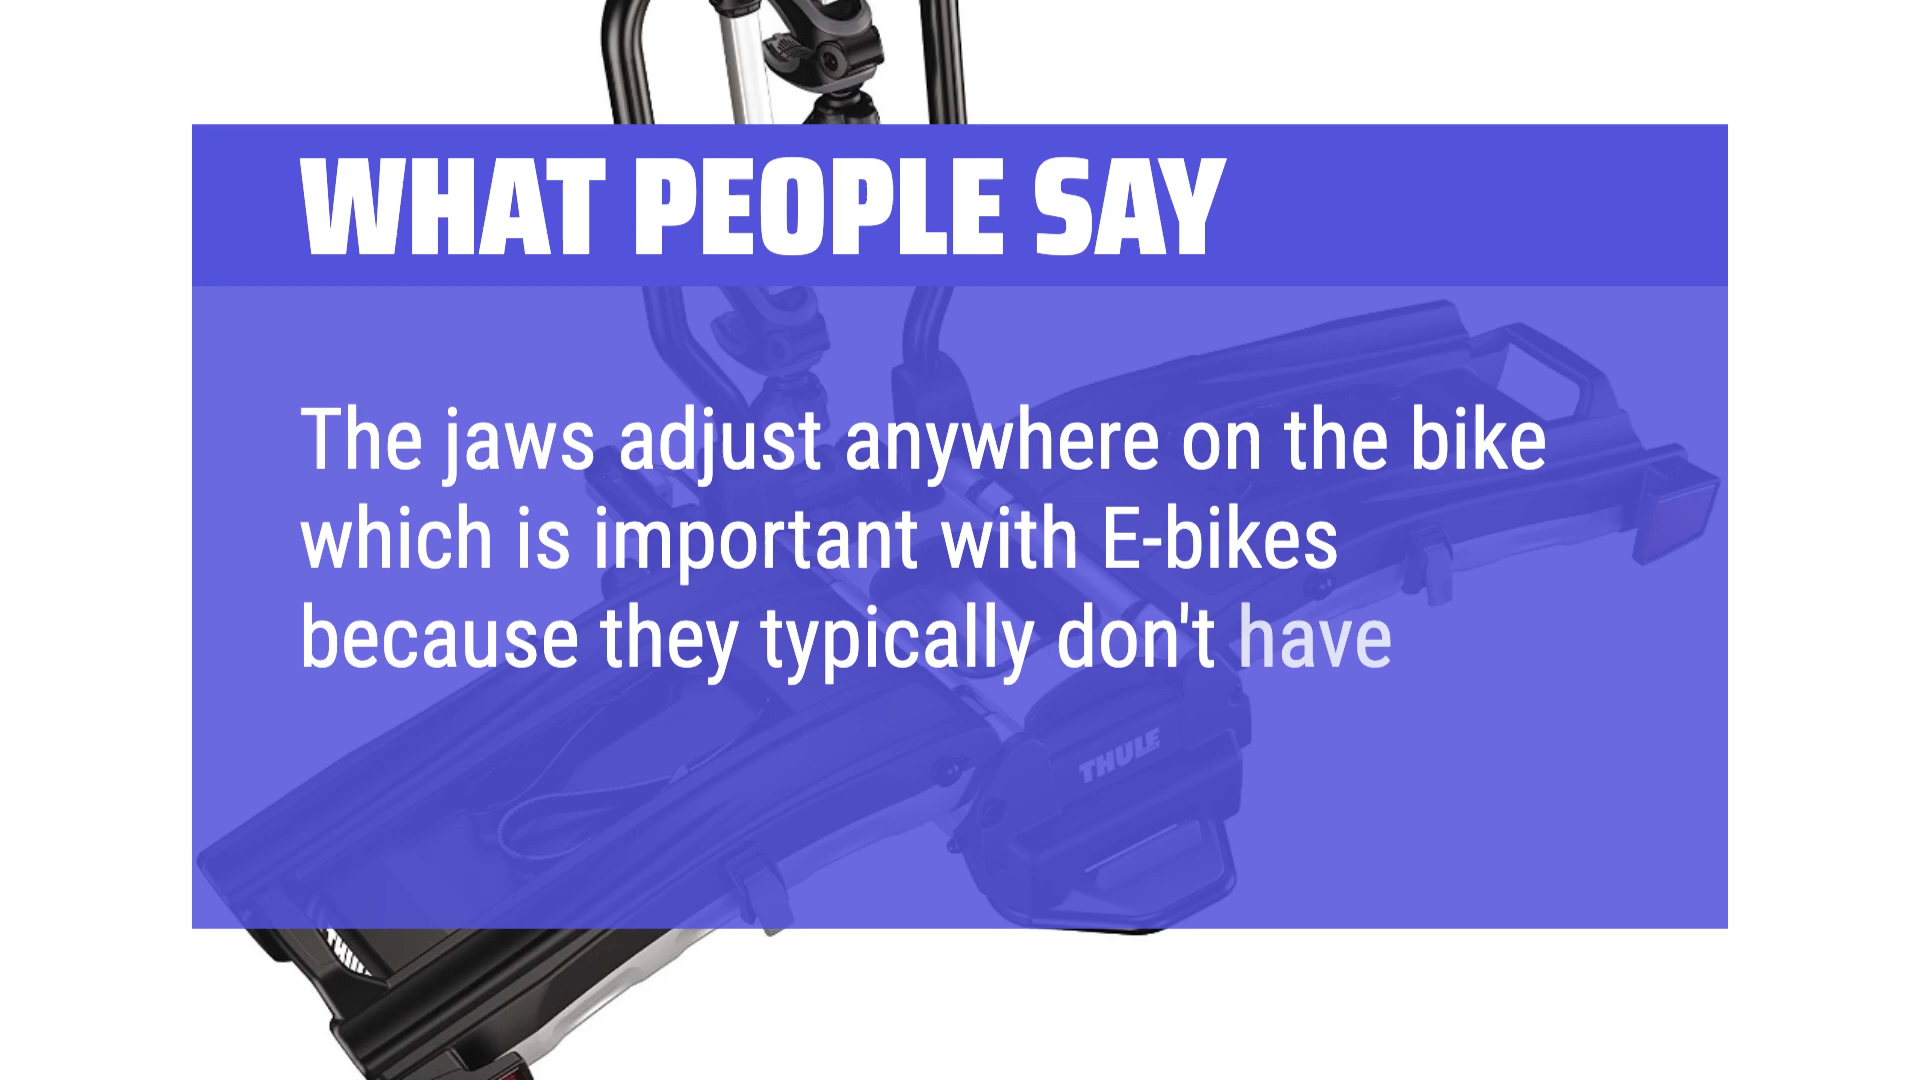 WHAT PEOPLE SAY
The jaws adjust anywhere on the bike
which is important with E-bikes
because they typically don't have
THULE